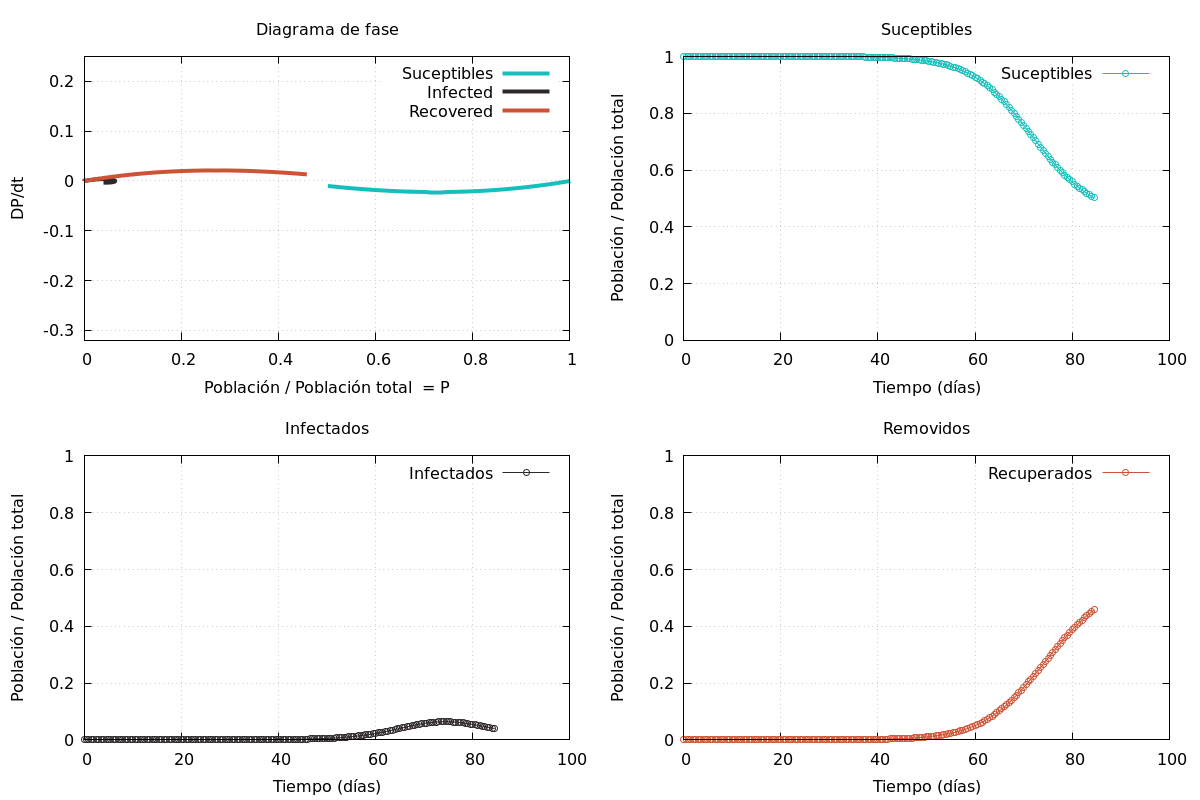 Diagrama de fase
Suceptibles
Infected
Recovered
0.2
0.1
0
-0.1
-0.2
-0.3
0 0.2 0.4 0.6 0.8 1
DP/dt
Población / Población total  = P
Suceptibles
Suceptibles
1
0.8
0.6
0.4
0.2
0
0 20 40 60 80 100
Población / Población total
Tiempo (días)
Infectados
Infectados
1
0.8
0.6
0.4
0.2
0
0 20 40 60 80 100
Población / Población total
Tiempo (días)
Removidos
Recuperados
1
0.8
0.6
0.4
0.2
0
0 20 40 60 80 100
Población / Población total
Tiempo (días)